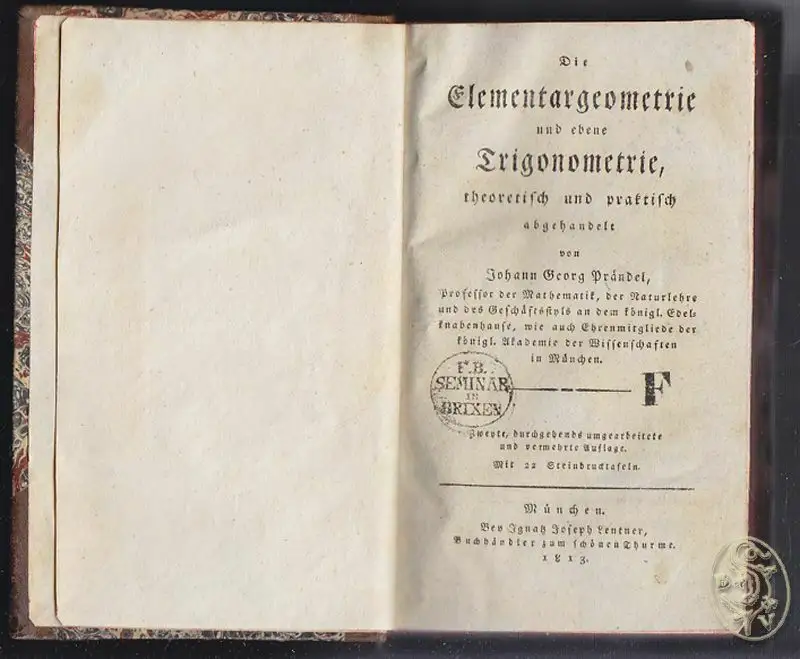 Die
Elementargeometrie
und ebene
Trigonometrie,
theoretiſch und praktiſch
abgehandelt
von
Johann Georg Prändel,
Profeſſor der Mathematik, der Naturlehre
und des Geſchäftsſtyls an dem königl. Edel-
knabenhauſe, wie auch Ehrenmitgliede der
königl. Akademie der Wiſſenſchaften
in München.
F.B.
SEMINAR
IN
BRIXEN
F
Zweyte, durchgehends umgearbeitete
und vermehrte Auflage.
Mit 22 Steindrucktafeln.
München.
Bey Ignatz Joſeph Lentner,
Buchhändler zum ſchönen Thurme.
1813.